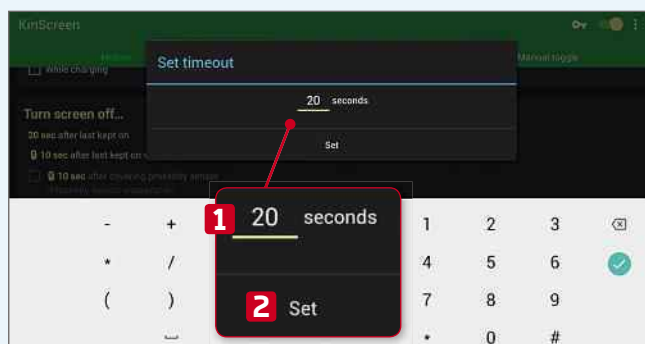 KinScreen
Set timeout
20 seconds
Set
Motion
Manual toggle
While charging
Turn screen off...
20 sec after last kept on
10 sec after last kept on
10 sec after covering proximity sensor
1 20 seconds
2 Set
- +
* /
( )
1 2 3
4 5 6
7 8 9
* 0 #